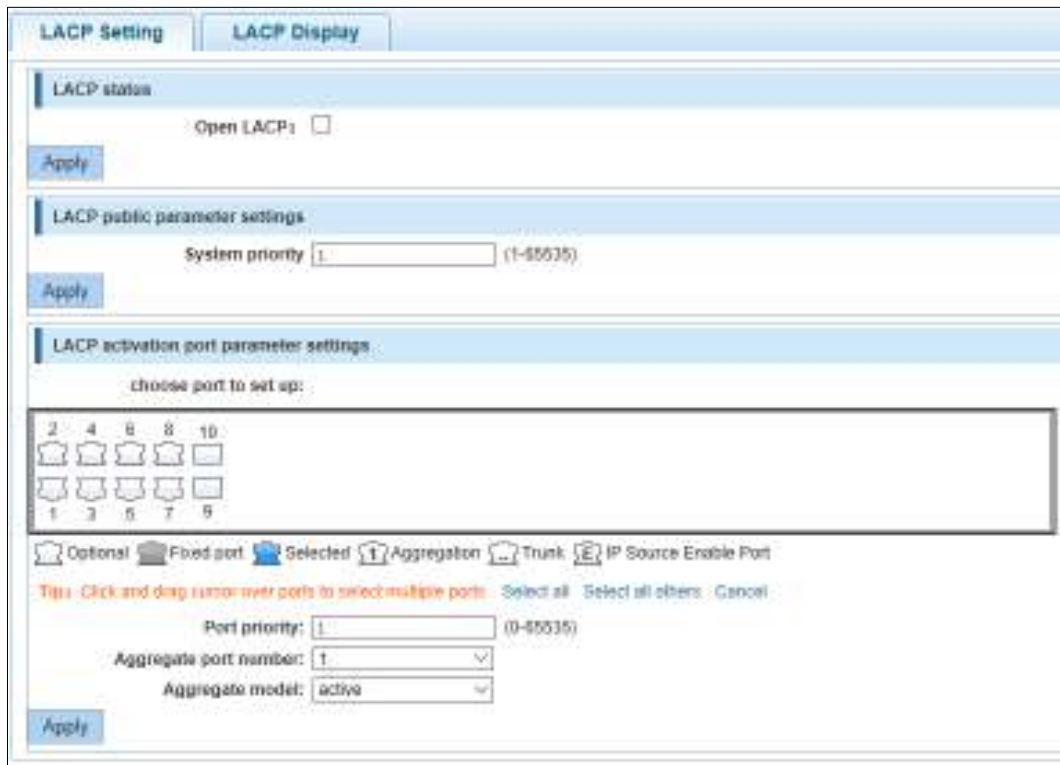 LACP Setting LACP Display
LACP status
Open LACP:
Apply
LACP public parameter settings
System priority 1 (1-65535)
Apply
LACP activation port parameter settings
choose port to set up:
2 4 6 8 10
1 3 5 7 9
Optional Fixed port Selected 1 Aggregation ... Trunk E IP Source Enable Port
Tips: Click and drag cursor over ports to select multiple ports Select all Select all others Cancel
Port priority: 1 (0-65535)
Aggregate port number: 1
Aggregate model: active
Apply